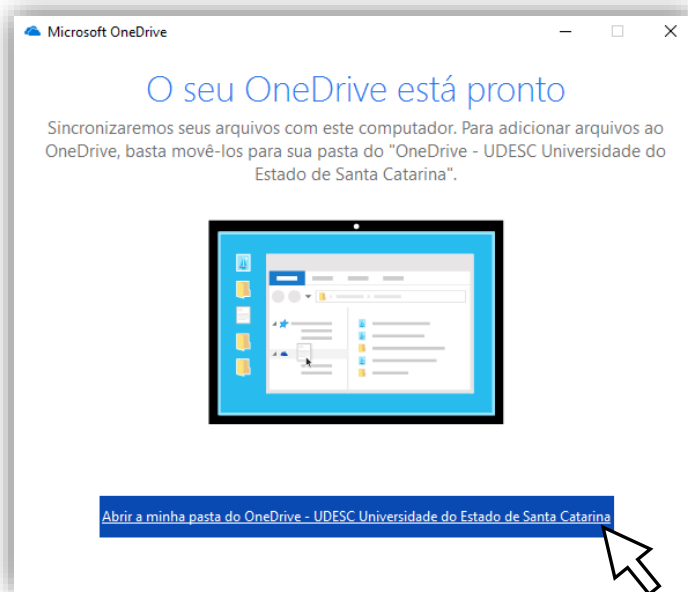 Microsoft OneDrive
O seu OneDrive está pronto
Sincronizaremos seus arquivos com este computador. Para adicionar arquivos ao
OneDrive, basta movê-los para sua pasta do "OneDrive - UDESC Universidade do
Estado de Santa Catarina".
Abrir a minha pasta do OneDrive - UDESC Universidade do Estado de Santa Catarina